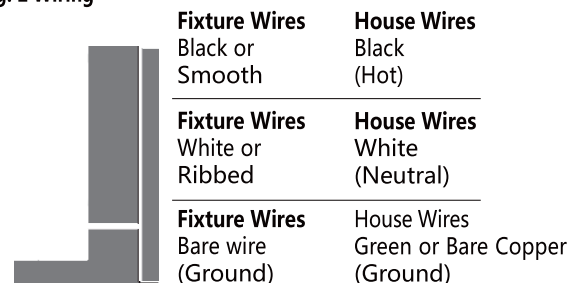 g. 2 Wiring
Fixture Wires House Wires
Black or Black
Smooth (Hot)
Fixture Wires House Wires
White or White
Ribbed (Neutral)
Fixture Wires House Wires
Bare wire Green or Bare Copper
(Ground) (Ground)